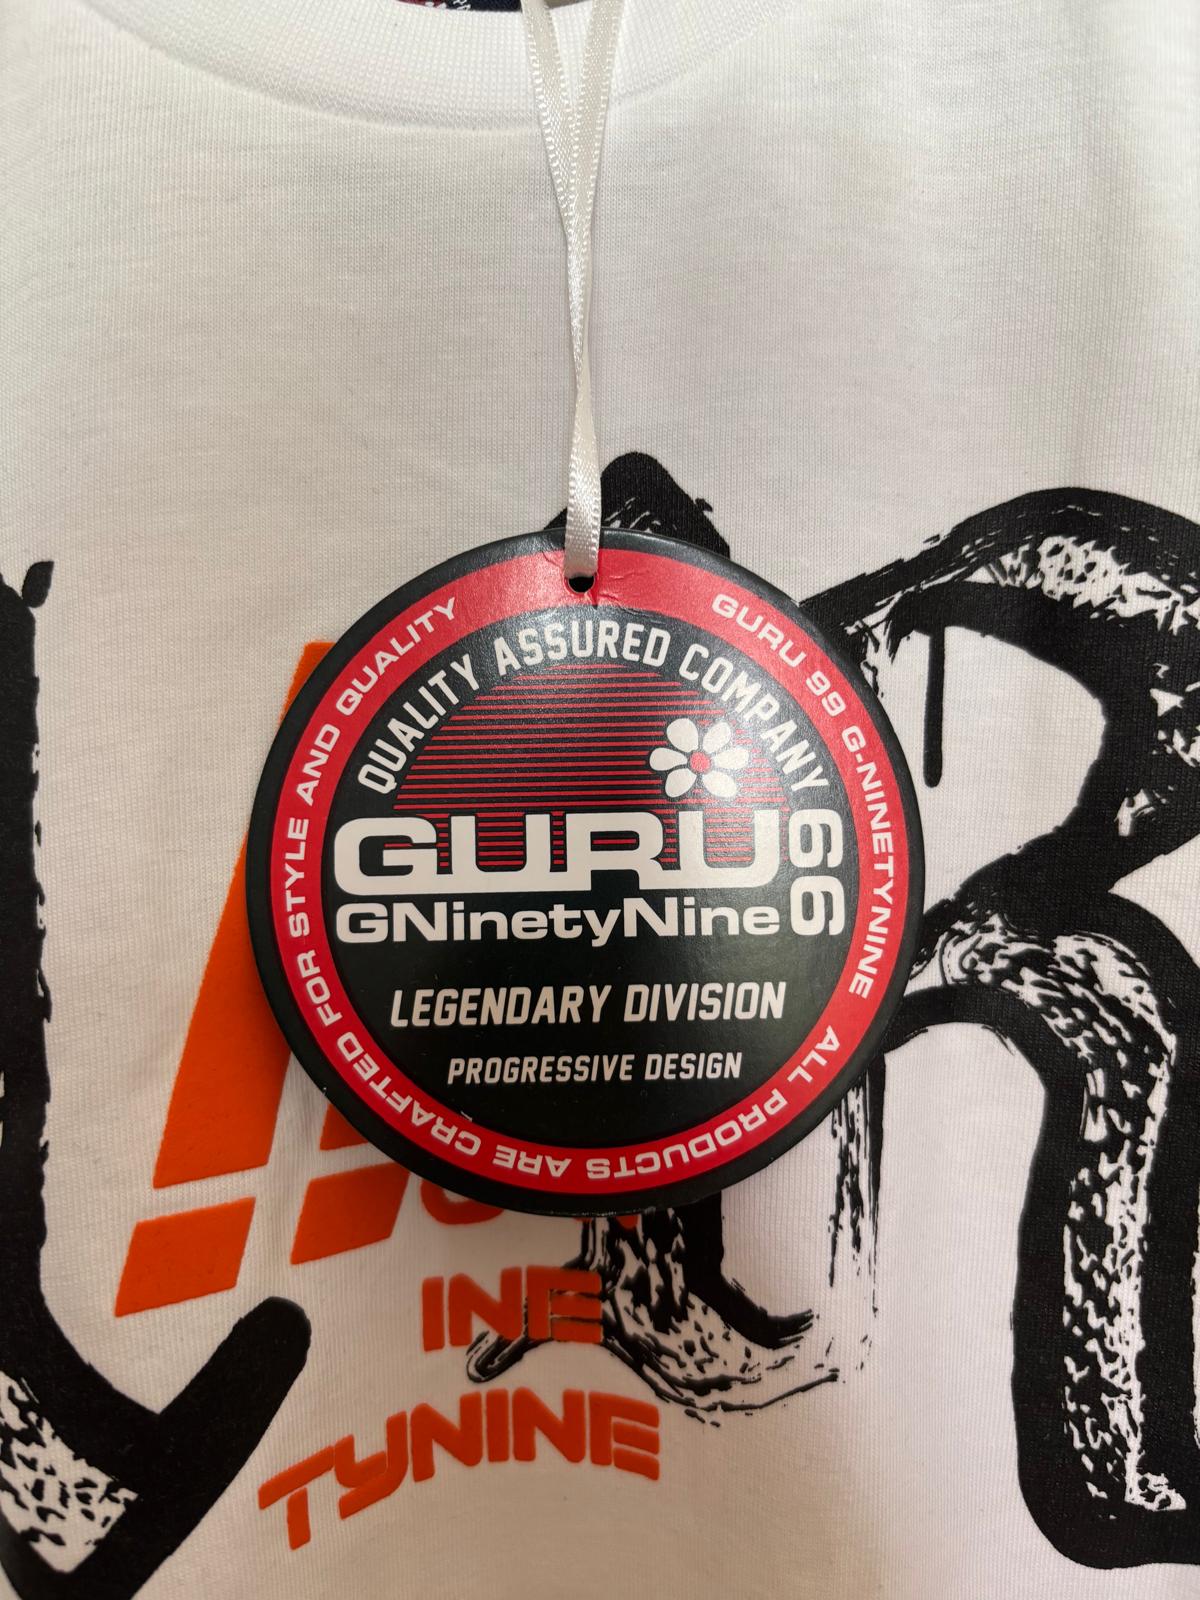 QUALITY ASSURED COMPANY
GURU 99
GNinetyNine
LEGENDARY DIVISION
PROGRESSIVE DESIGN
GURU 99 G-NINETYNINE
ALL PRODUCTS ARE CRAFTED FOR STYLE AND QUALITY
INE
TYNINE